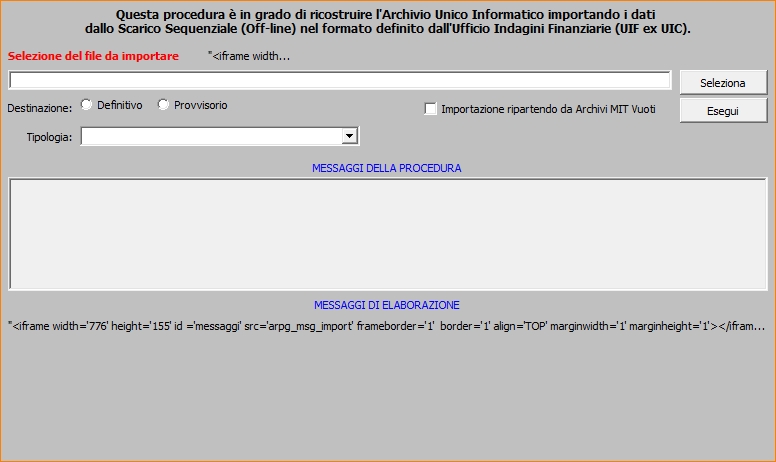 Questa procedura è in grado di ricostruire l'Archivio Unico Informatico importando i dati
dallo Scarico Sequenziale (Off-line) nel formato definito dall'Ufficio Indagini Finanziarie (UIF ex UIC).
Selezione del file da importare "<iframe width...
Seleziona
Destinazione: Definitivo Provvisorio Importazione ripartendo da Archivi MIT Vuoti Esegui
Tipologia:
MESSAGGI DELLA PROCEDURA
MESSAGGI DI ELABORAZIONE
"<iframe width='776' height='155' id ='messaggi' src='arpg_msg_import' frameborder='1' border='1' align='TOP' marginwidth='1' marginheight='1'></ifram...